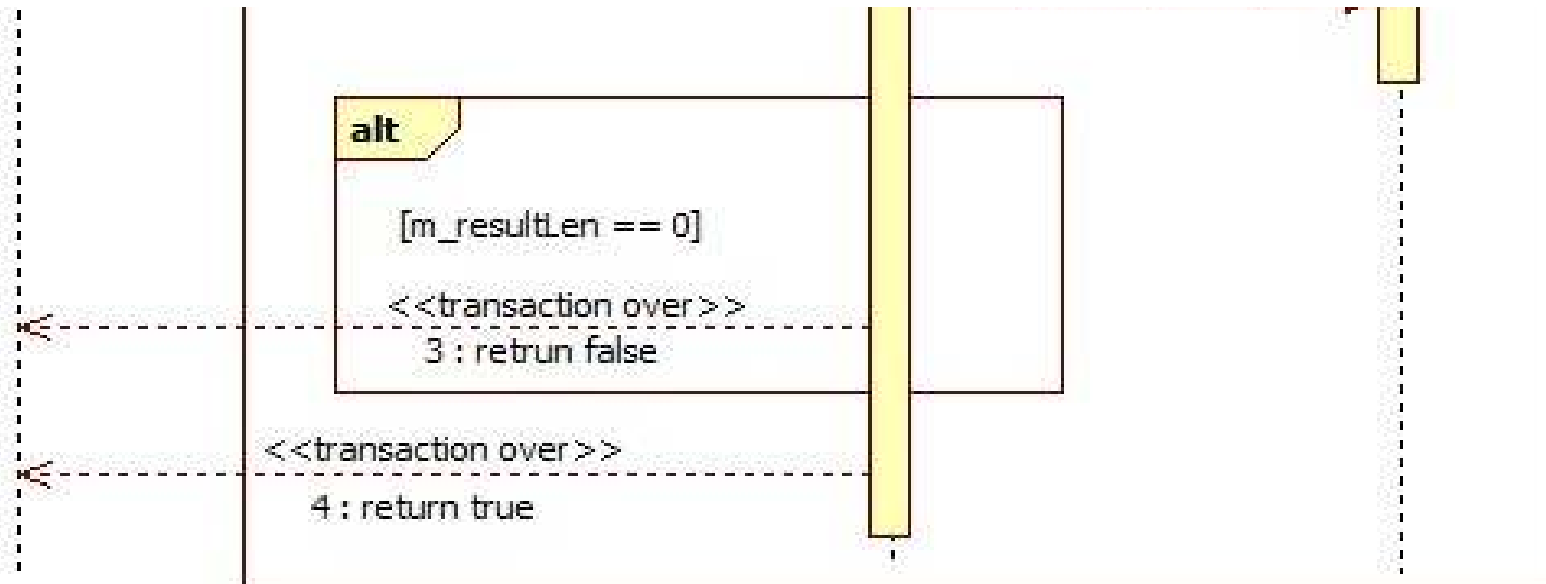 alt
[m_resultLen == 0]
<<transaction over>>
3 : retrun false
<<transaction over>>
4 : return true